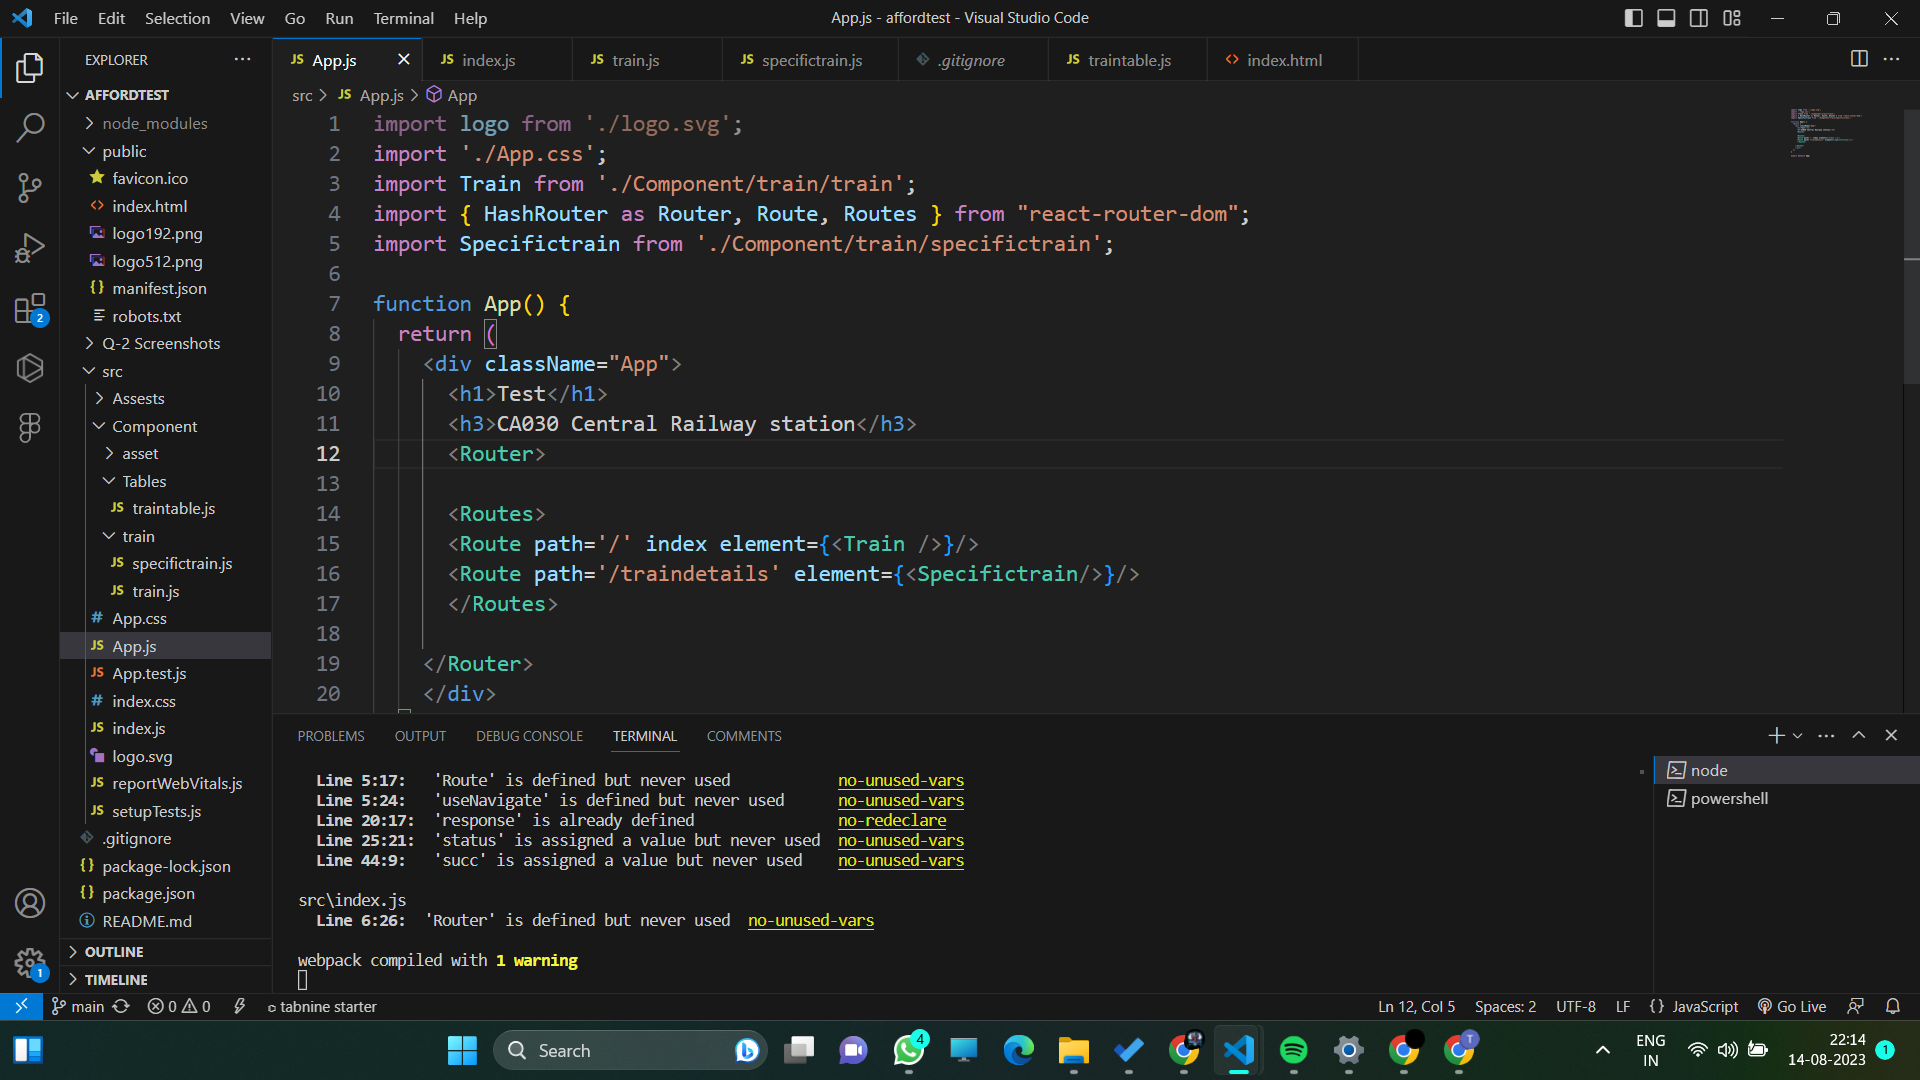 File Edit Selection View Go Run Terminal Help
App.js - affordtest - Visual Studio Code
EXPLORER
AFFORDTEST
node_modules
public
favicon.ico
index.html
logo192.png
logo512.png
manifest.json
robots.txt
Q-2 Screenshots
src
Assests
Component
asset
Tables
traintable.js
train
specifictrain.js
train.js
App.css
App.js
App.test.js
index.css
index.js
logo.svg
reportWebVitals.js
setupTests.js
.gitignore
package-lock.json
package.json
README.md
OUTLINE
TIMELINE
2
1
JS App.js JS index.js JS train.js JS specifictrain.js .gitignore JS traintable.js <> index.html
src > JS App.js > App
1 import logo from './logo.svg';
2 import './App.css';
3 import Train from './Component/train/train';
4 import { HashRouter as Router, Route, Routes } from "react-router-dom";
5 import Specifictrain from './Component/train/specifictrain';
6
7 function App() {
8 return (
9 <div className="App">
10 <h1>Test</h1>
11 <h3>CA030 Central Railway station</h3>
12 <Router>
13
14 <Routes>
15 <Route path='/' index element={<Train />}/>
16 <Route path='/traindetails' element={<Specifictrain/>}/>
17 </Routes>
18
19 </Router>
20 </div>
PROBLEMS OUTPUT DEBUG CONSOLE TERMINAL COMMENTS
Line 5:17: 'Route' is defined but never used no-unused-vars
Line 5:24: 'useNavigate' is defined but never used no-unused-vars
Line 20:17: 'response' is already defined no-redeclare
Line 25:21: 'status' is assigned a value but never used no-unused-vars
Line 44:9: 'succ' is assigned a value but never used no-unused-vars
src\index.js
Line 6:26: 'Router' is defined but never used no-unused-vars
webpack compiled with 1 warning
node
powershell
main 0 0 tabnine starter
Ln 12, Col 5 Spaces: 2 UTF-8 LF {} JavaScript Go Live
Search
4
T
ENG
IN
22:14
14-08-2023
1